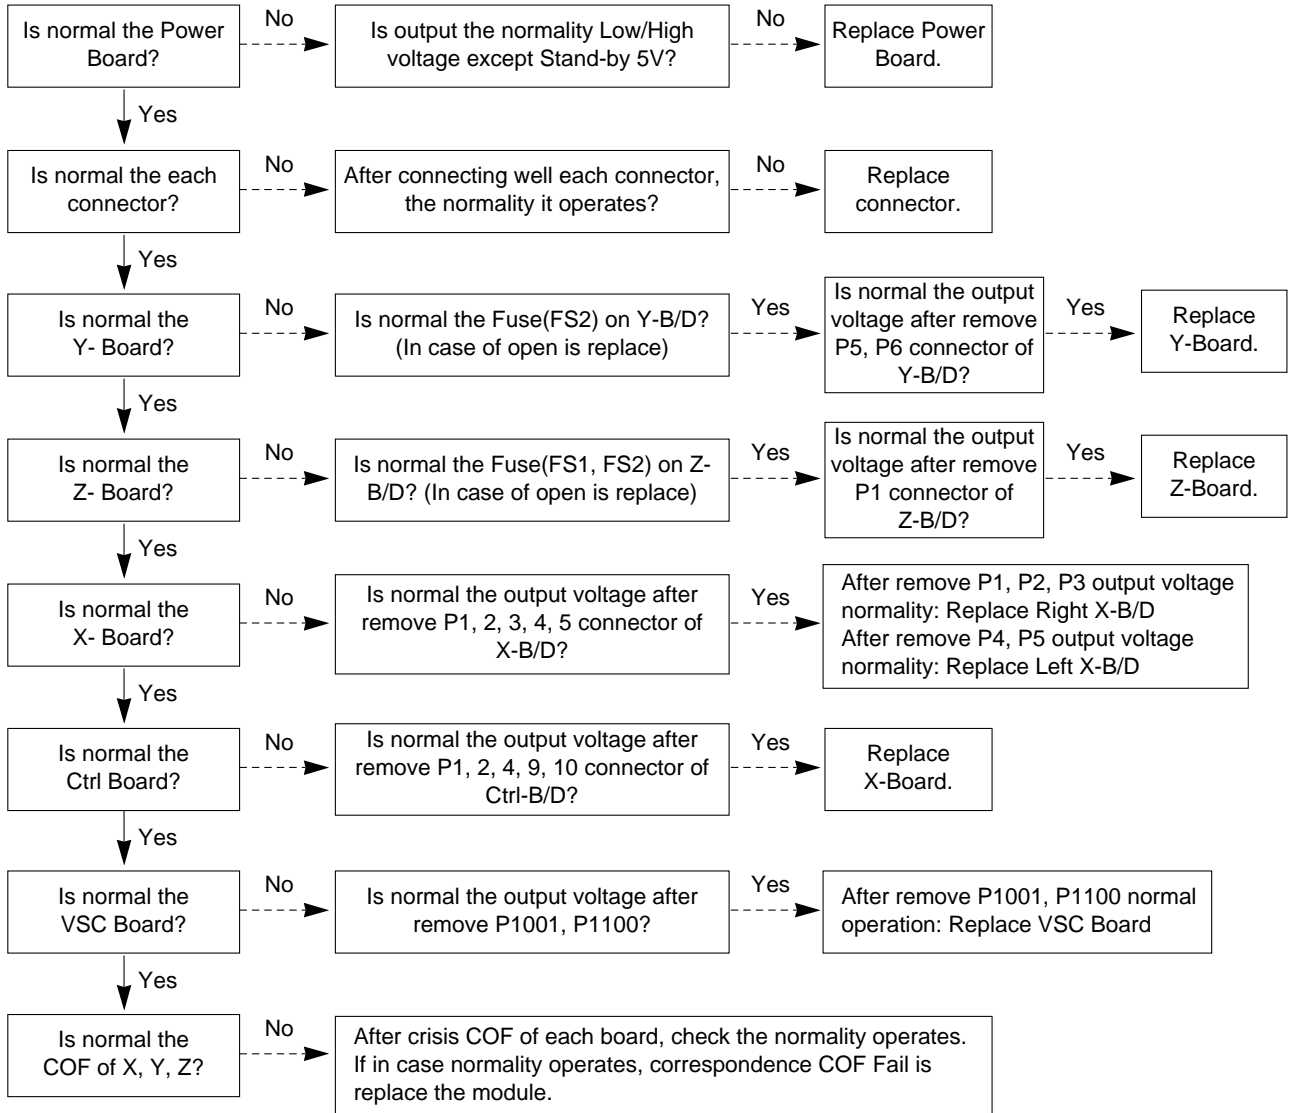 Is normal the Power
Board?
No
Is output the normality Low/High
voltage except Stand-by 5V?
No
Replace Power
Board.
Yes
Is normal the each
connector?
No
After connecting well each connector,
the normality it operates?
No
Replace
connector.
Yes
Is normal the
Y- Board?
No
Is normal the Fuse(FS2) on Y-B/D?
(In case of open is replace)
Yes
Is normal the output
voltage after remove
P5, P6 connector of
Y-B/D?
Yes
Replace
Y-Board.
Yes
Is normal the
Z- Board?
No
Is normal the Fuse(FS1, FS2) on Z-
B/D? (In case of open is replace)
Yes
Is normal the output
voltage after remove
P1 connector of
Z-B/D?
Yes
Replace
Z-Board.
Yes
Is normal the
X- Board?
No
Is normal the output voltage after
remove P1, 2, 3, 4, 5 connector of
X-B/D?
Yes
After remove P1, P2, P3 output voltage
normality: Replace Right X-B/D
After remove P4, P5 output voltage
normality: Replace Left X-B/D
Yes
Is normal the
Ctrl Board?
No
Is normal the output voltage after
remove P1, 2, 4, 9, 10 connector of
Ctrl-B/D?
Yes
Replace
X-Board.
Yes
Is normal the
VSC Board?
No
Is normal the output voltage after
remove P1001, P1100?
Yes
After remove P1001, P1100 normal
operation: Replace VSC Board
Yes
Is normal the
COF of X, Y, Z?
No
After crisis COF of each board, check the normality operates.
If in case normality operates, correspondence COF Fail is
replace the module.